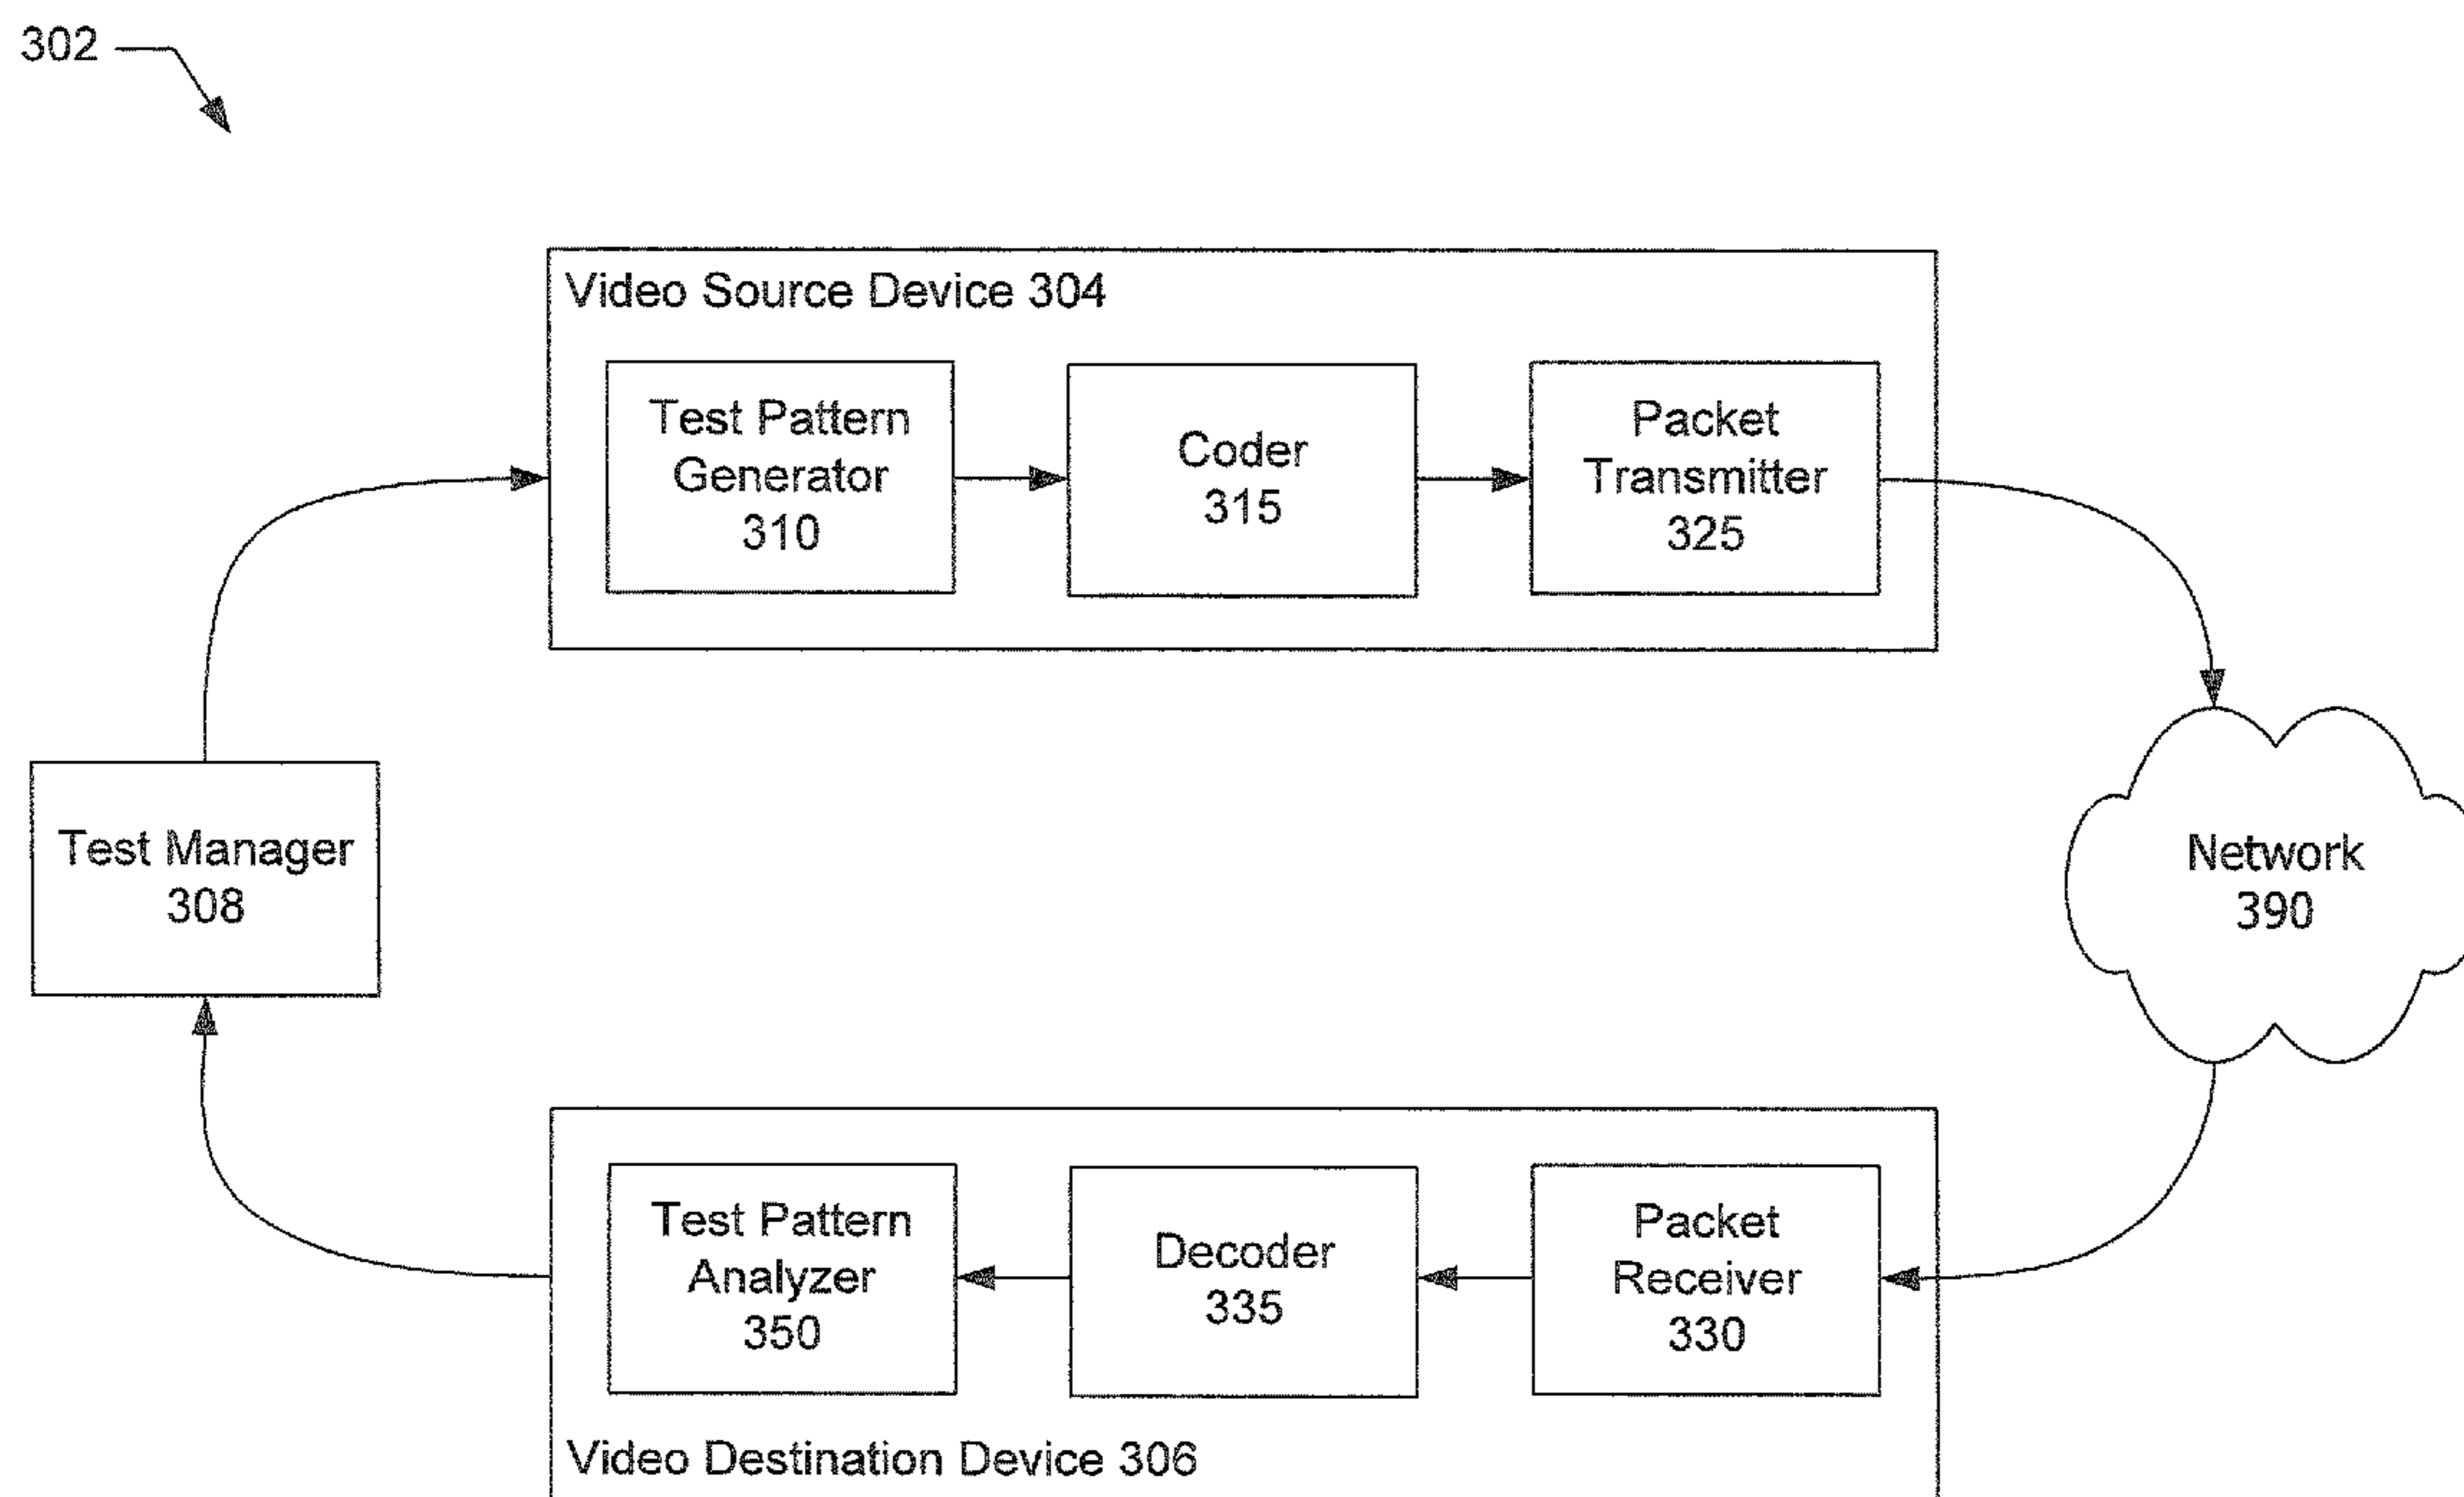 302
Video Source Device 304
Test Pattern
Generator
310
Coder
315
Packet
Transmitter
325
Test Manager
308
Network
390
Test Pattern
Analyzer
350
Decoder
335
Packet
Receiver
330
Video Destination Device 306